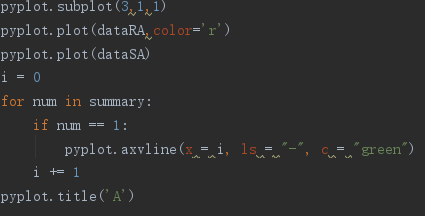 pyplot.subplot(3,1,1)
pyplot.plot(dataRA,color='r')
pyplot.plot(dataSA)
i = 0
for num in summary:
    if num == 1:
        pyplot.axvline(x = i, ls = "-", c = "green")
    i += 1
pyplot.title('A')